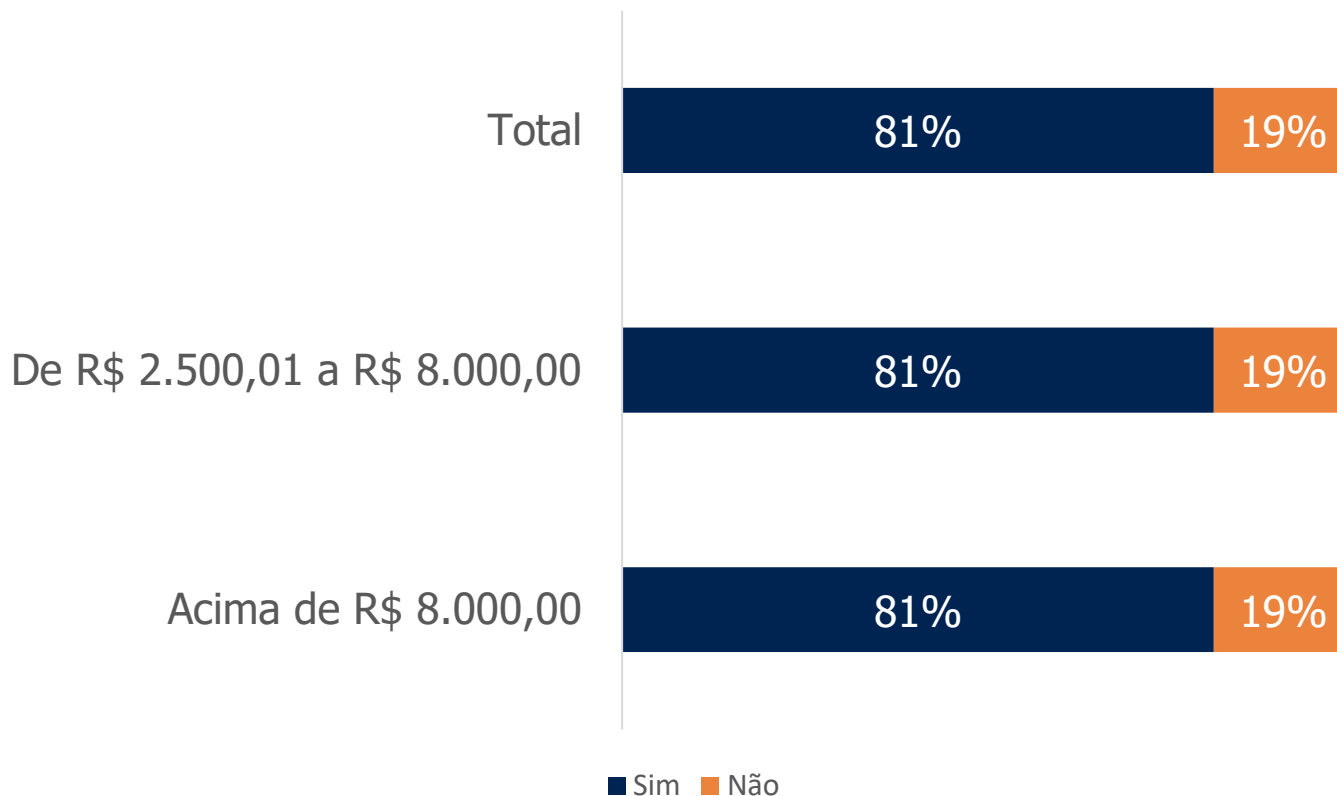 Total 81% 19%
De R$ 2.500,01 a R$ 8.000,00 81% 19%
Acima de R$ 8.000,00 81% 19%
Sim Não